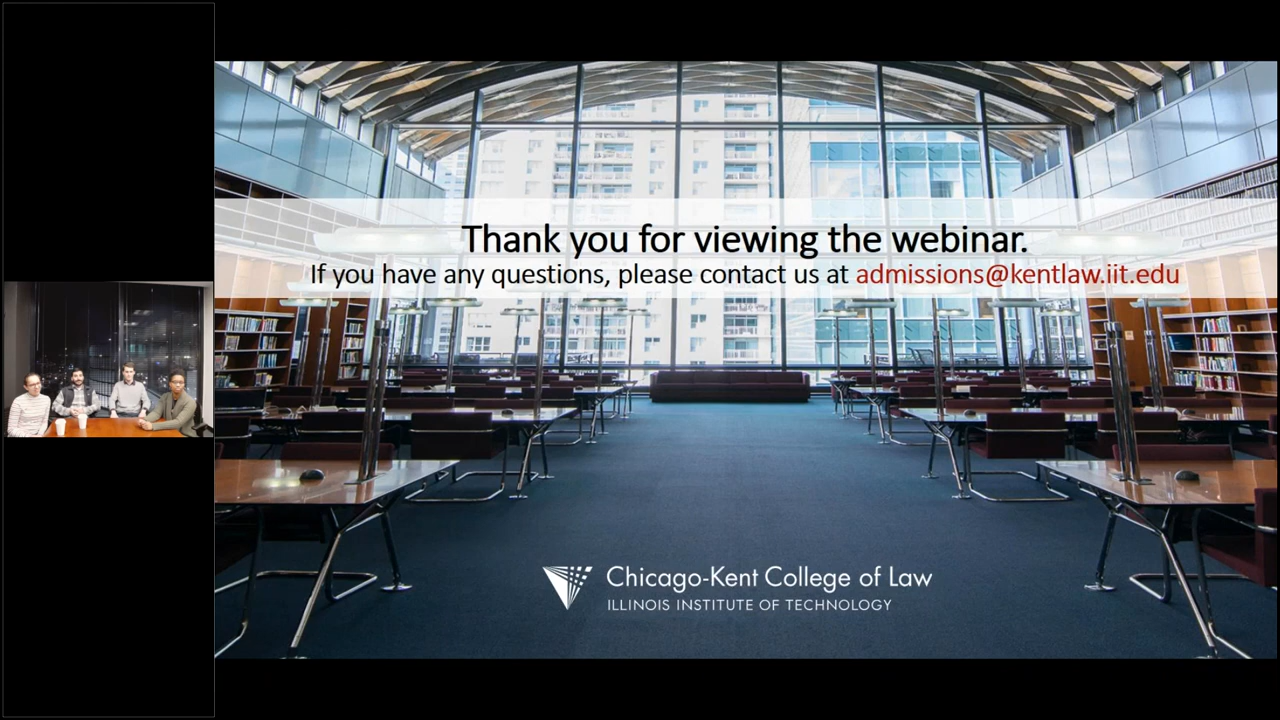 Thank you for viewing the webinar.
If you have any questions, please contact us at admissions@kentlaw.iit.edu
Chicago-Kent College of Law
ILLINOIS INSTITUTE OF TECHNOLOGY